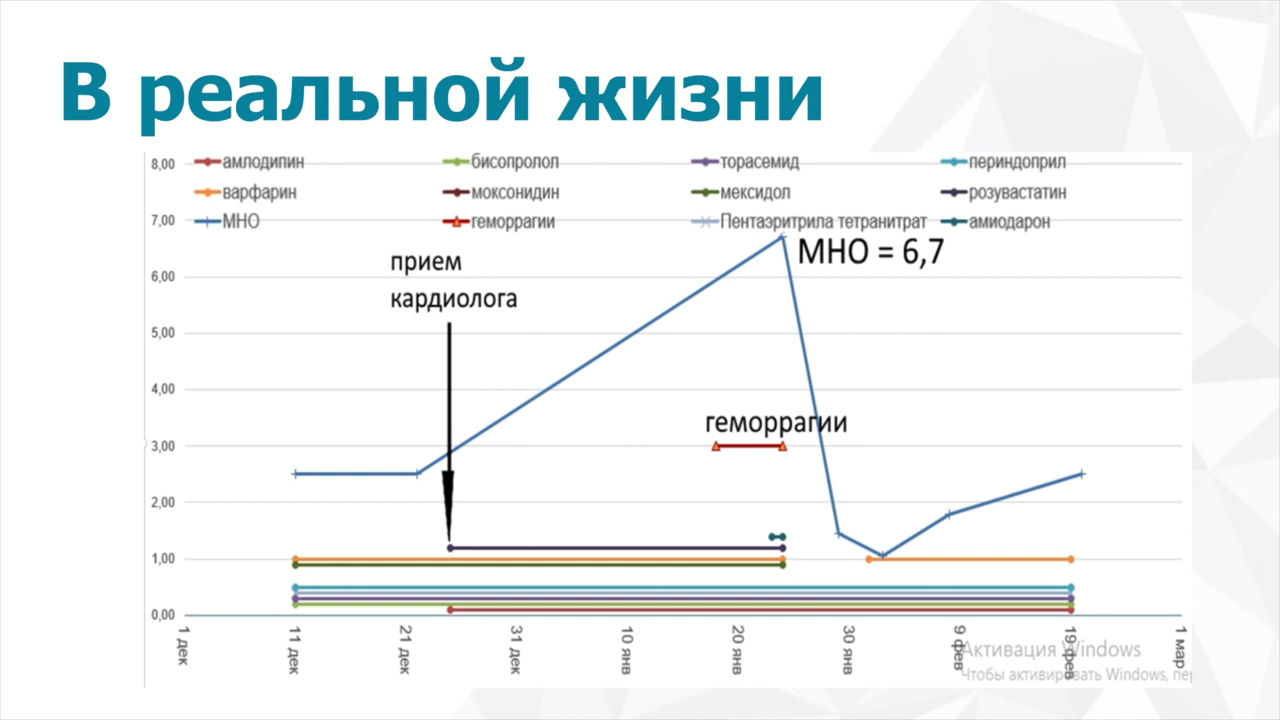 В реальной жизни
8,00
амлодипин бисопролол торасемид периндоприл
варфарин моксонидин мексидол розувастатин
7,00
МНО геморрагии Пентаэритрила тетранитрат амиодарон
МНО = 6,7
прием
кардиолога
6,00
5,00
4,00
геморрагии
3,00
2,00
1,00
0,00
1 дек 11 дек 21 дек 31 дек 10 янв 20 янв 30 янв 9 фев 19 фев 1 мар
Активация Windows
Чтобы активировать Windows,